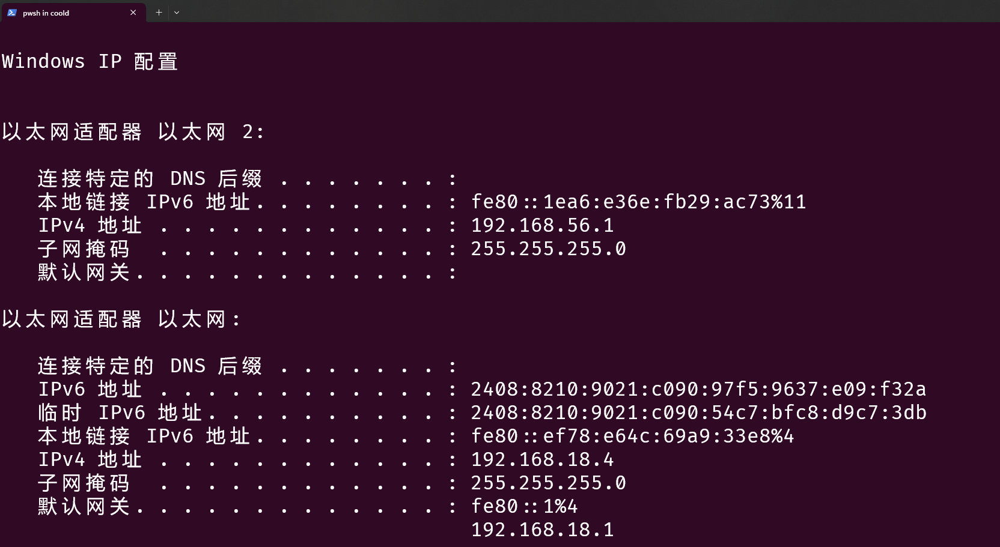 pwsh in coold
Windows IP 配置
以太网适配器 以太网 2:
连接特定的 DNS 后缀 . . . . . . . :
本地链接 IPv6 地址. . . . . . . . : fe80::1ea6:e36e:fb29:ac73%11
IPv4 地址 . . . . . . . . . . . . : 192.168.56.1
子网掩码  . . . . . . . . . . . . : 255.255.255.0
默认网关. . . . . . . . . . . . . :
以太网适配器 以太网:
连接特定的 DNS 后缀 . . . . . . . :
IPv6 地址 . . . . . . . . . . . . : 2408:8210:9021:c090:97f5:9637:e09:f32a
临时 IPv6 地址. . . . . . . . . . : 2408:8210:9021:c090:54c7:bfc8:d9c7:3db
本地链接 IPv6 地址. . . . . . . . : fe80::ef78:e64c:69a9:33e8%4
IPv4 地址 . . . . . . . . . . . . : 192.168.18.4
子网掩码  . . . . . . . . . . . . : 255.255.255.0
默认网关. . . . . . . . . . . . . : fe80::1%4
192.168.18.1